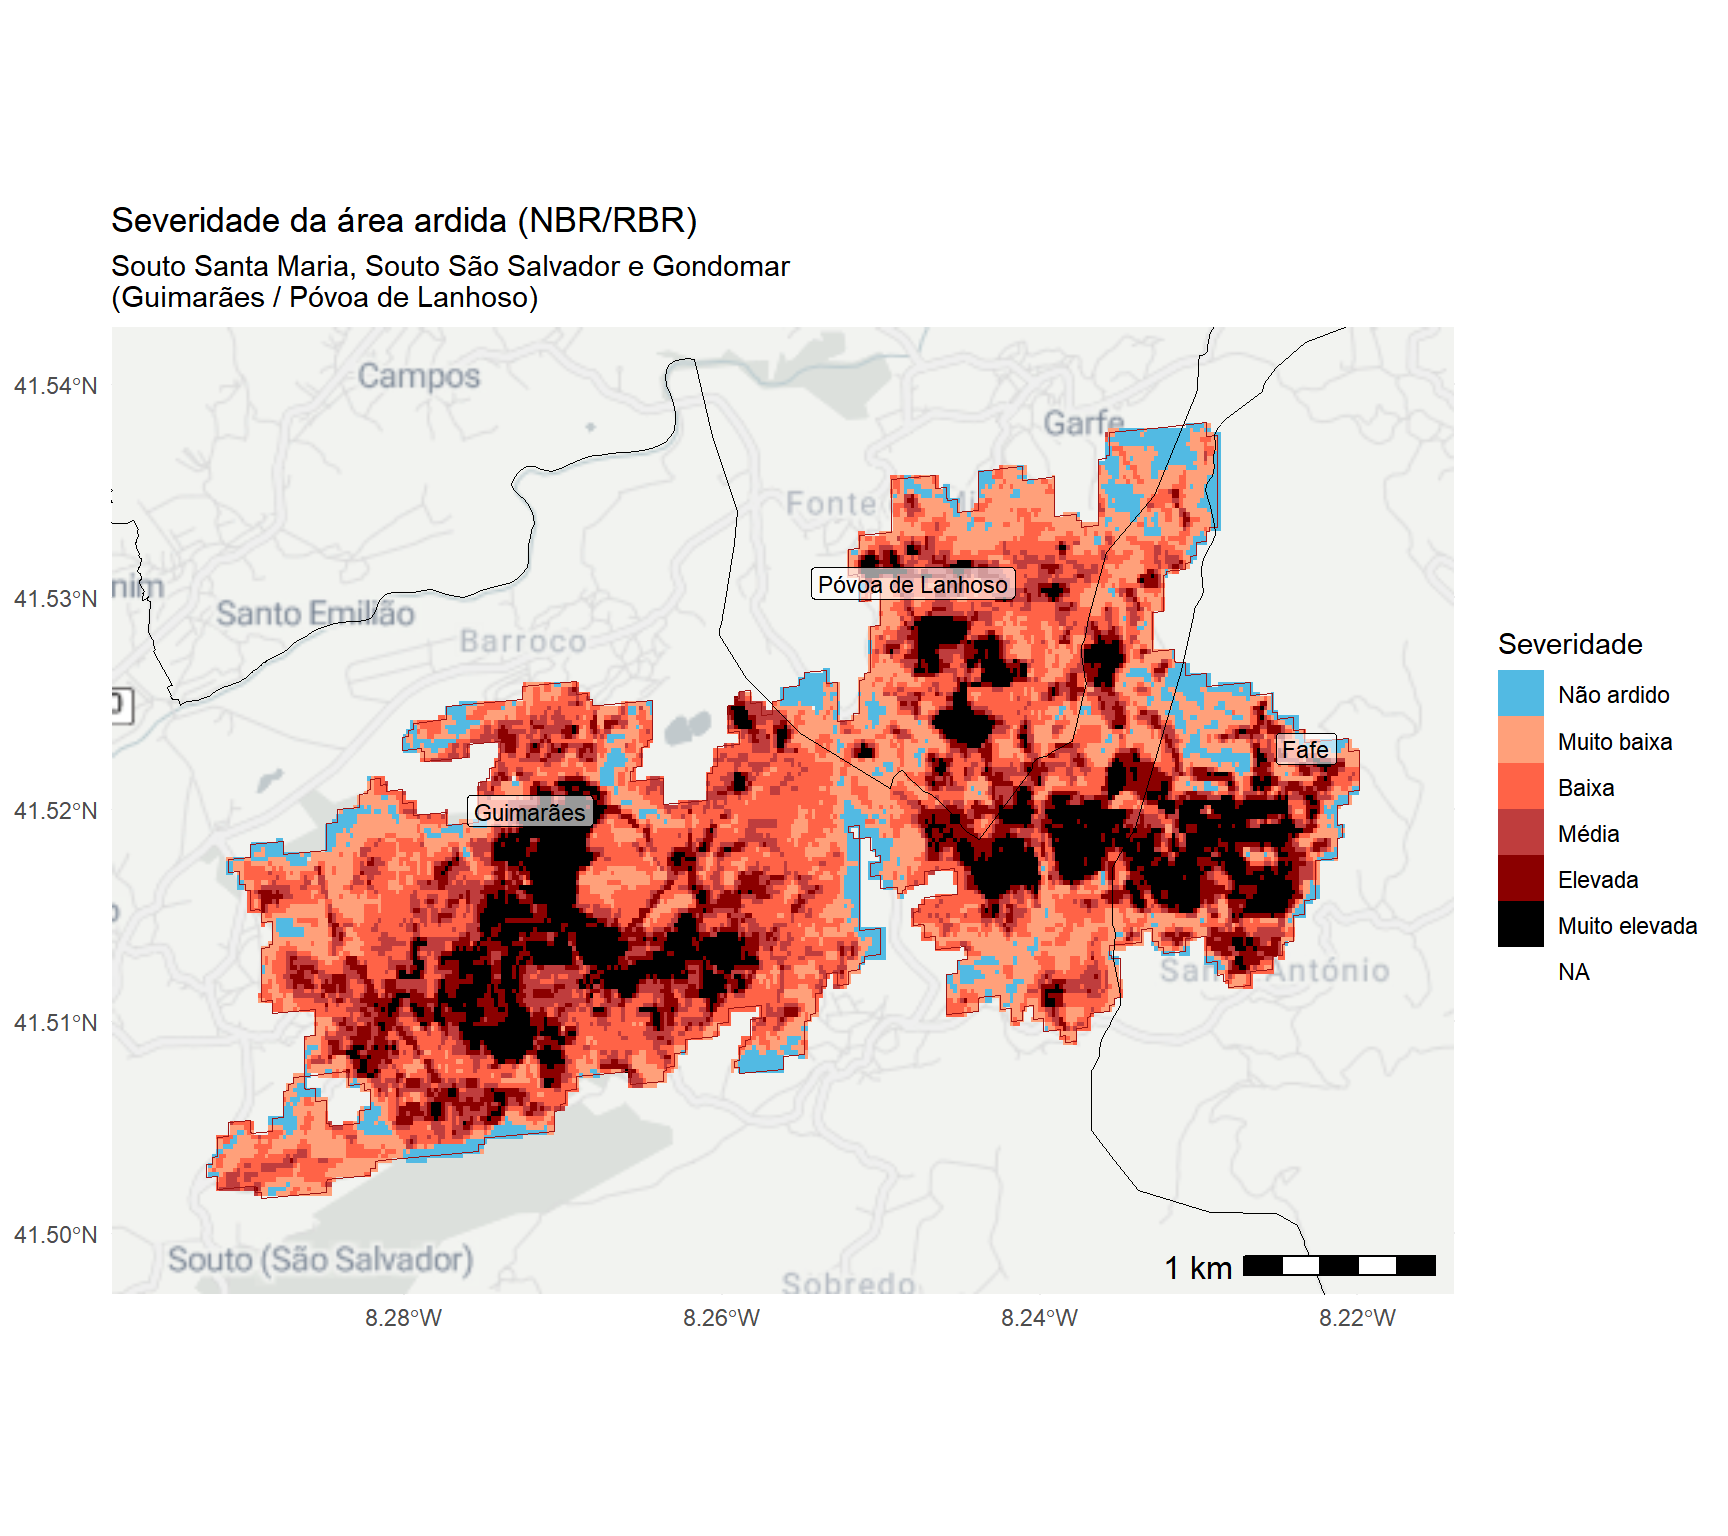 Severidade da área ardida (NBR/RBR)
Souto Santa Maria, Souto São Salvador e Gondomar
(Guimarães / Póvoa de Lanhoso)
41.54°N
41.53°N
41.52°N
41.51°N
41.50°N
Campos
Garfe
Fonte
Póvoa de Lanhoso
nim
Santo Emilião
Barroco
Fafe
Guimarães
António
Souto (São Salvador)
Sobredo
1 km
8.28°W
8.26°W
8.24°W
8.22°W
Severidade
Não ardido
Muito baixa
Baixa
Média
Elevada
Muito elevada
NA